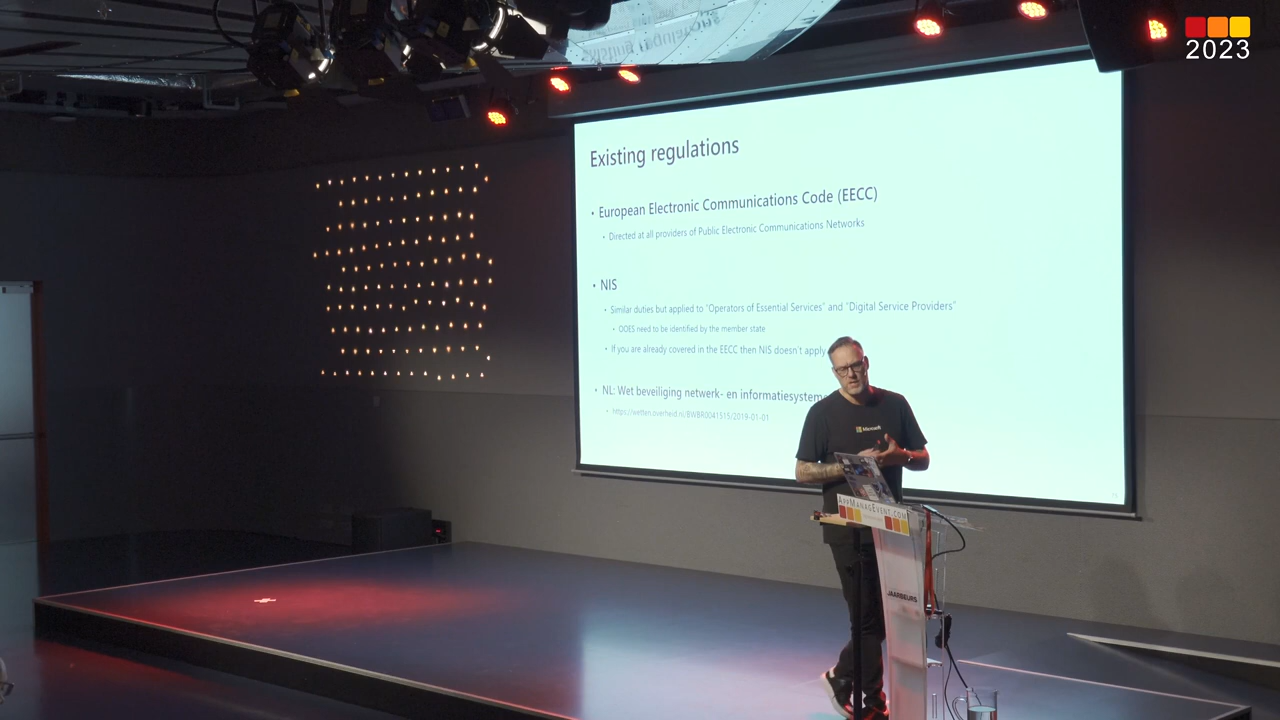 2023
Existing regulations
• European Electronic Communications Code (EECC)
• Directed at all providers of Public Electronic Communications Networks
• NIS
• Similar duties but applied to "Operators of Essential Services" and "Digital Service Providers"
• OOES need to be identified by the member state
• If you are already covered in the EECC then NIS doesn't apply
• NL: Wet beveiliging netwerk- en informatiesysteme
• https://wetten.overheid.nl/BWBR0041515/2019-01-01
15
Microsoft
APPMANAGEVENT.COM
JAARBEURS